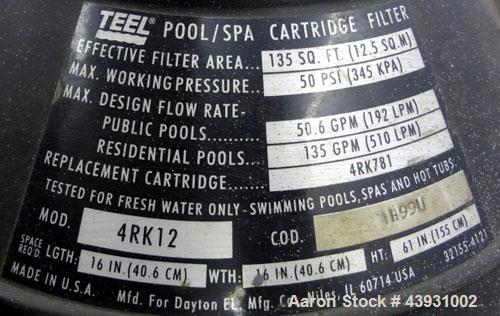 TEEL® POOL/SPA CARTRIDGE FILTER
EFFECTIVE FILTER AREA... 135 SQ. FT. (12.5 SQ.M)
MAX. WORKING PRESSURE.. 50 PSI (345 KPA)
MAX. DESIGN FLOW RATE-
PUBLIC POOLS......... 50.6 GPM (192 LPM)
RESIDENTIAL POOLS.... 135 GPM (510 LPM)
REPLACEMENT CARTRIDGE....... 4RK781
TESTED FOR FRESH WATER ONLY - SWIMMING POOLS, SPAS AND HOT TUBS.
MOD. 4RK12 COD. 1H99U
SPACE REQ'D. LGTH: 16 IN. (40.6 CM) WTH: 16 IN. (40.6 CM) HT: 61 IN. (155 CM)
MADE IN U.S.A. Mfd. For Dayton EL. Mfg. Co. Niles, IL 60714 USA 32155-4121
Aaron Stock # 43931002